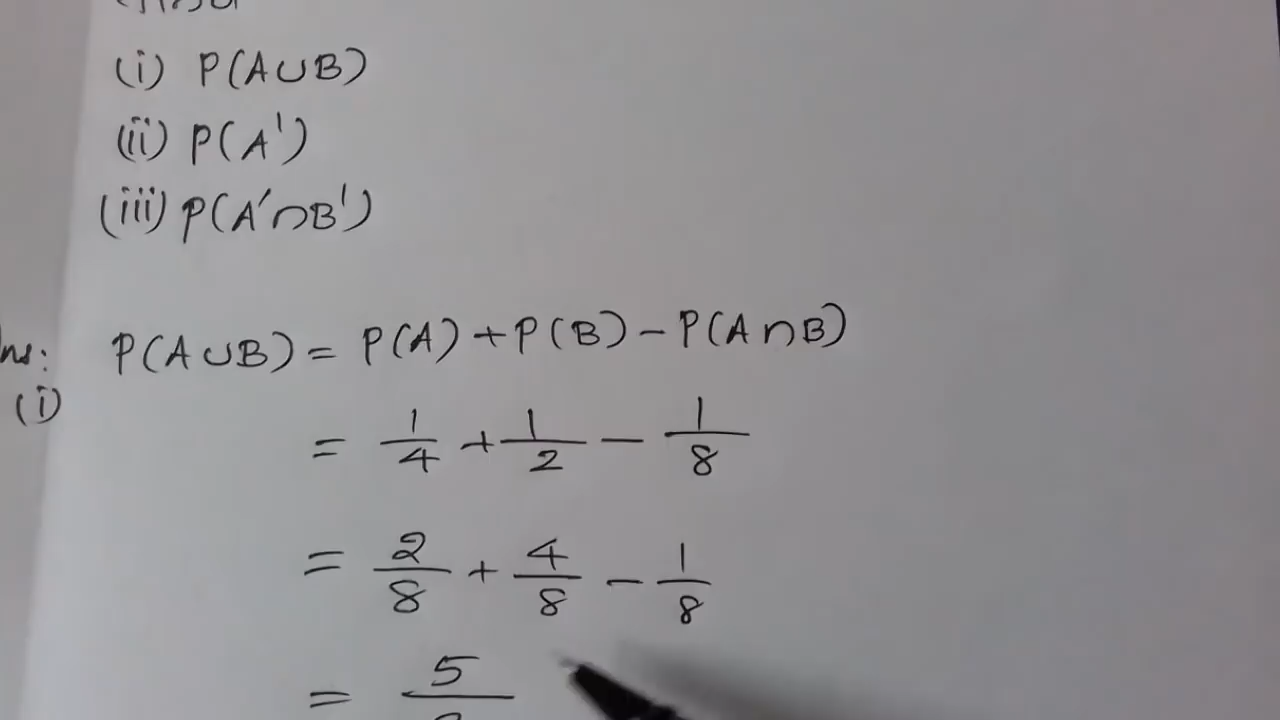 (i) P(A∪B)
(ii) P(A')
(iii) P(A'∩B')
P(A∪B) = P(A) + P(B) - P(A∩B)
(i)
= 1/4 + 1/2 - 1/8
= 2/8 + 4/8 - 1/8
= 5/